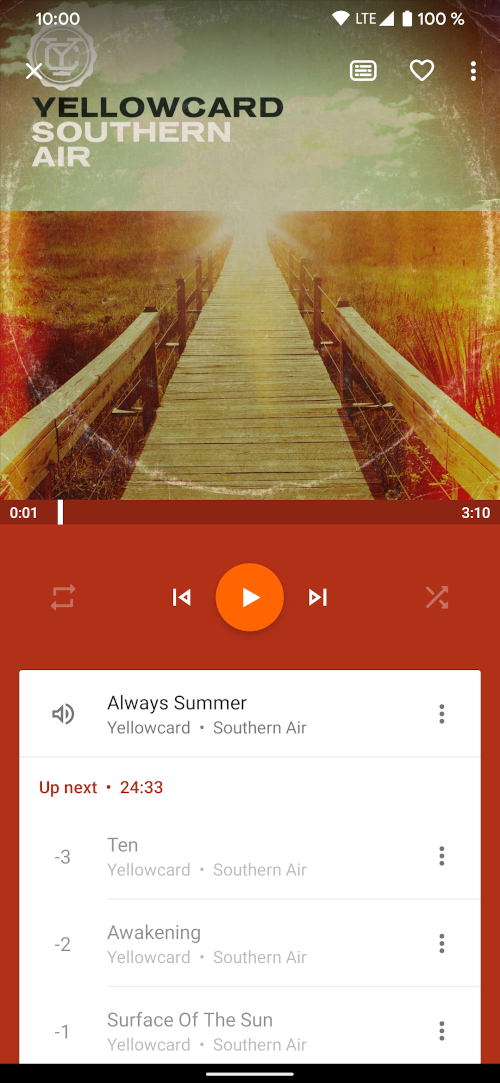 10:00
LTE
100 %
YC
YELLOWCARD
SOUTHERN
AIR
0:01
3:10
Always Summer
Yellowcard • Southern Air
Up next • 24:33
-3
Ten
Yellowcard • Southern Air
-2
Awakening
Yellowcard • Southern Air
-1
Surface Of The Sun
Yellowcard • Southern Air